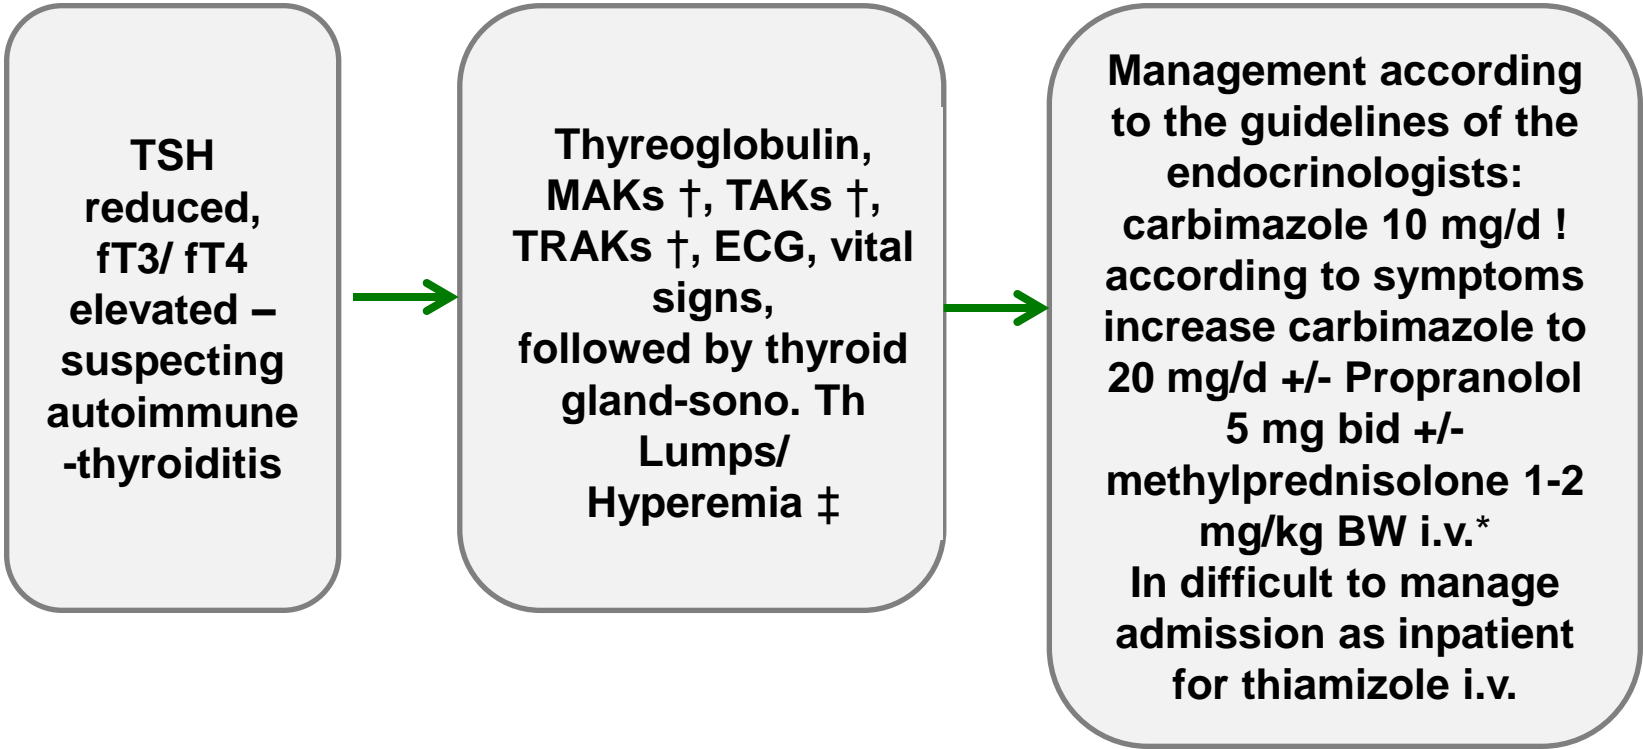 TSH
reduced,
fT3/ fT4
elevated –
suspecting
autoimmune
-thyroiditis
Thyreoglobulin,
MAKs †, TAKs †,
TRAKs †, ECG, vital
signs,
followed by thyroid
gland-sono. Th
Lumps/
Hyperemia ‡
Management according
to the guidelines of the
endocrinologists:
carbimazole 10 mg/d !
according to symptoms
increase carbimazole to
20 mg/d +/- Propranolol
5 mg bid +/-
methylprednisolone 1-2
mg/kg BW i.v.*
In difficult to manage
admission as inpatient
for thiamizole i.v.